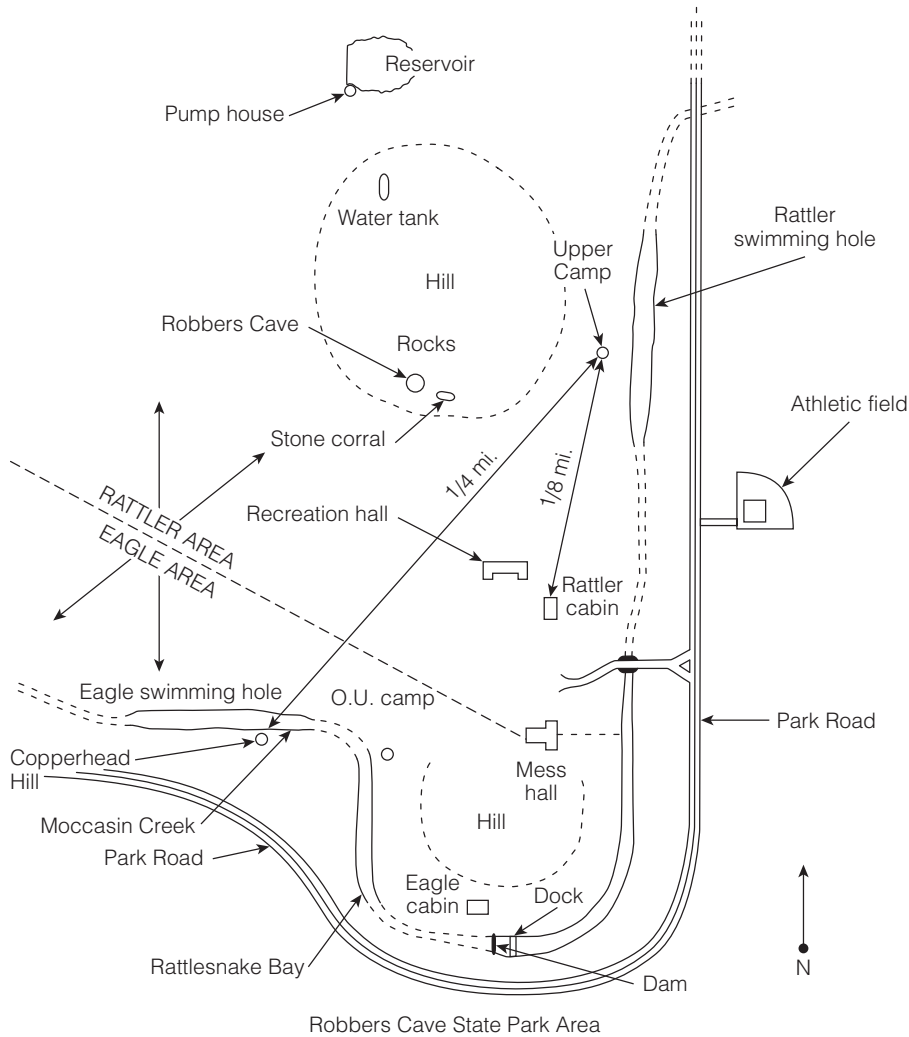 Reservoir
Pump house
Water tank
Rattler
swimming hole
Upper
Camp
Hill
Robbers Cave
Rocks
Athletic field
Stone corral
1/4 mi.
1/8 mi.
RATTLER AREA
EAGLE AREA
Recreation hall
Rattler
cabin
Eagle swimming hole
O.U. camp
Park Road
Copperhead
Hill
Mess
hall
Moccasin Creek
Hill
Park Road
Eagle
cabin
Dock
Rattlesnake Bay
N
Dam
Robbers Cave State Park Area